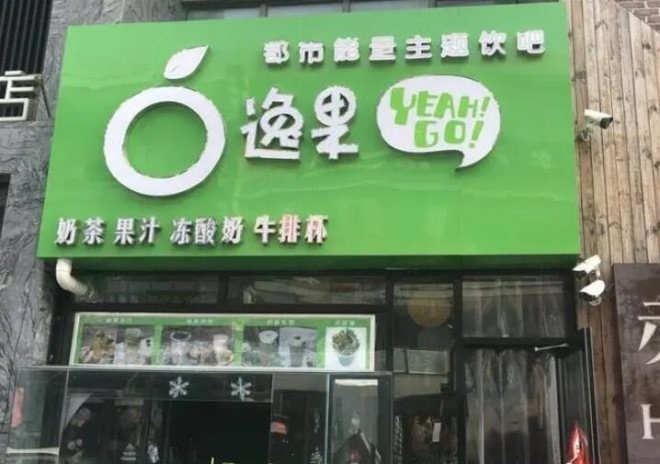 都市能量主题饮吧
逸果
YEAH!
GO!
奶茶 果汁 冻酸奶 牛排杯
店